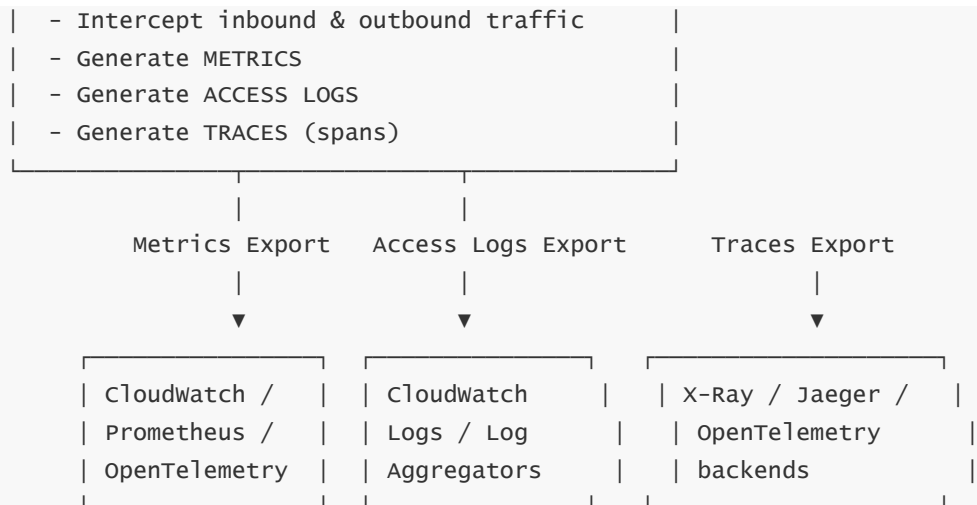 - Intercept inbound & outbound traffic
- Generate METRICS
- Generate ACCESS LOGS
- Generate TRACES (spans)
Metrics Export   Access Logs Export   Traces Export
CloudWatch /   CloudWatch   X-Ray / Jaeger /
Prometheus /   Logs / Log   OpenTelemetry
OpenTelemetry   Aggregators   backends